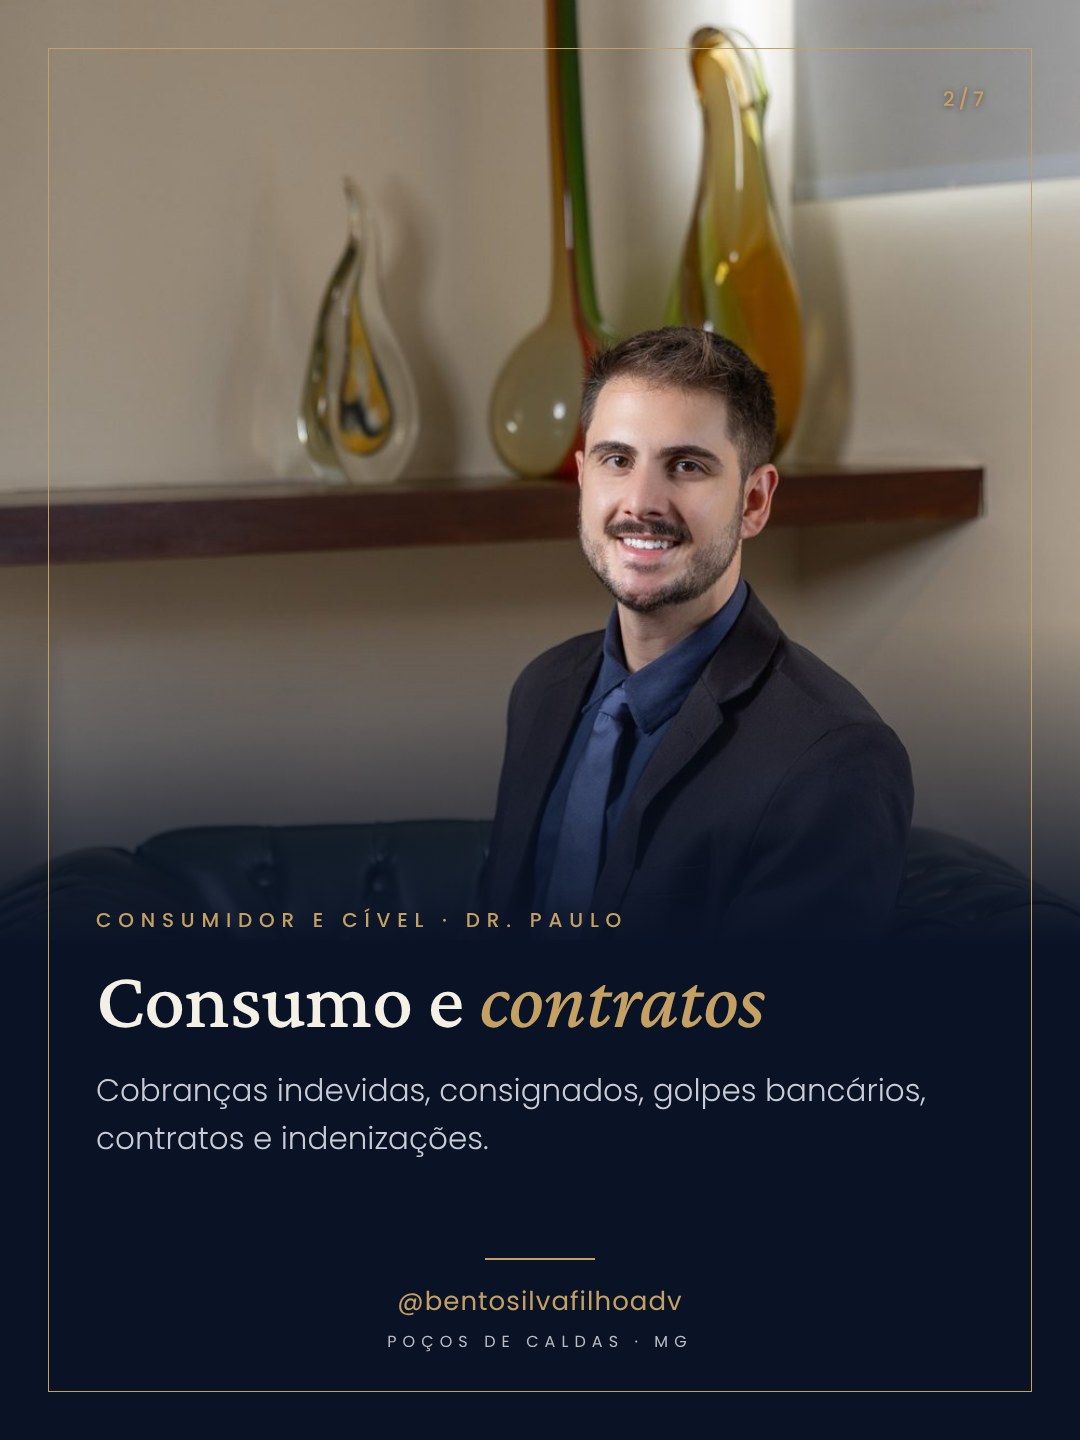 2/7
CONSUMIDOR E CÍVEL · DR. PAULO
Consumo e contratos
Cobranças indevidas, consignados, golpes bancários,
contratos e indenizações.
@bentosilvafilhoadv
POÇOS DE CALDAS · MG